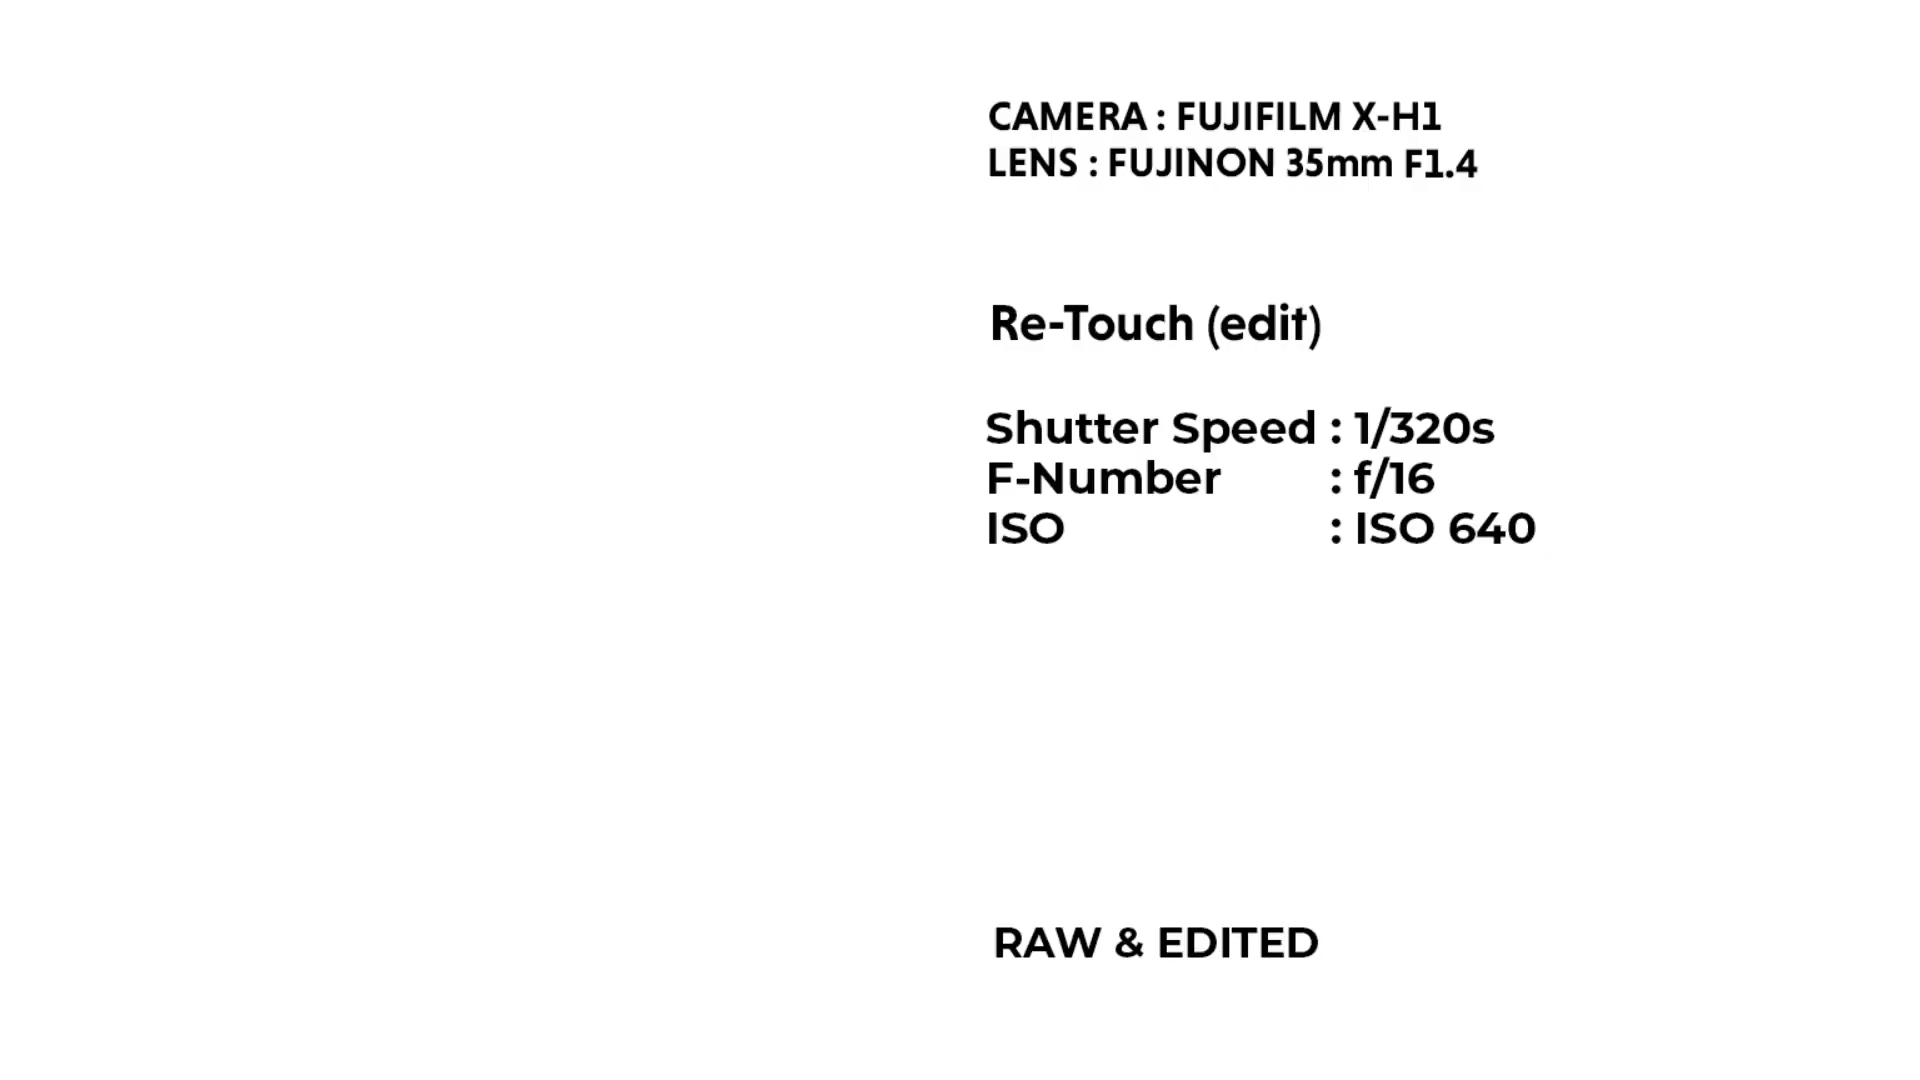 CAMERA : FUJIFILM X-H1
LENS : FUJINON 35mm F1.4
Re-Touch (edit)
Shutter Speed : 1/320s
F-Number : f/16
ISO : ISO 640
RAW & EDITED